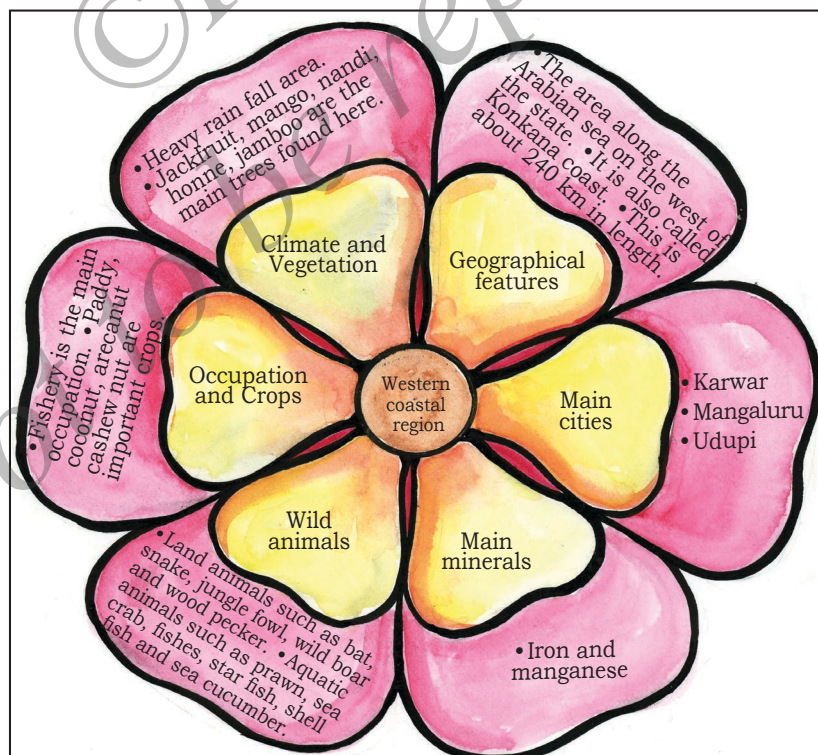 • Heavy rain fall area.
• Jackfruit, mango, nandi,
honne, jamboo are the
main trees found here.
Climate and
Vegetation
• The area along the
Arabian sea on the west of
the state. • It is also called
Konkana coast. • This is
about 240 km in length.
Geographical
features
• Fishery is the main
occupation. • Paddy,
coconut, arecanut
cashew nut are
important crops.
Occupation
and Crops
Western
coastal
region
Main
cities
• Karwar
• Mangaluru
• Udupi
Wild
animals
• Land animals such as bat,
snake, jungle fowl, wild boar
and wood pecker. • Aquatic
animals such as prawn, sea
crab, fishes, star fish, shell
fish and sea cucumber.
Main
minerals
• Iron and
manganese
not to be rep